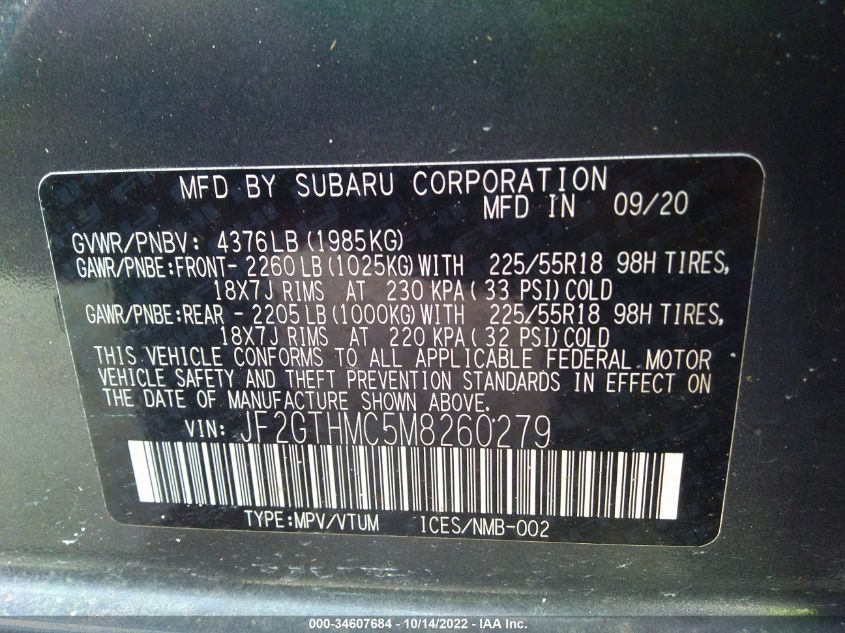 MFD BY SUBARU CORPORATION
MFD IN 09/20
GVWR/PNBV: 4376LB (1985KG)
GAWR/PNBE:FRONT- 2260 LB (1025KG) WITH 225/55R18 98H TIRES,
18X7J RIMS AT 230 KPA ( 33 PSI) COLD
GAWR/PNBE:REAR - 2205 LB (1000KG) WITH 225/55R18 98H TIRES,
18X7J RIMS AT 220 KPA ( 32 PSI) COLD
THIS VEHICLE CONFORMS TO ALL APPLICABLE FEDERAL MOTOR
VEHICLE SAFETY AND THEFT PREVENTION STANDARDS IN EFFECT ON
THE DATE OF MANUFACTURE SHOWN ABOVE.
VIN: JF2GTHMC5M8260279
TYPE:MPV/VTUM ICES/NMB-002
000-34607684 - 10/14/2022 - IAA Inc.